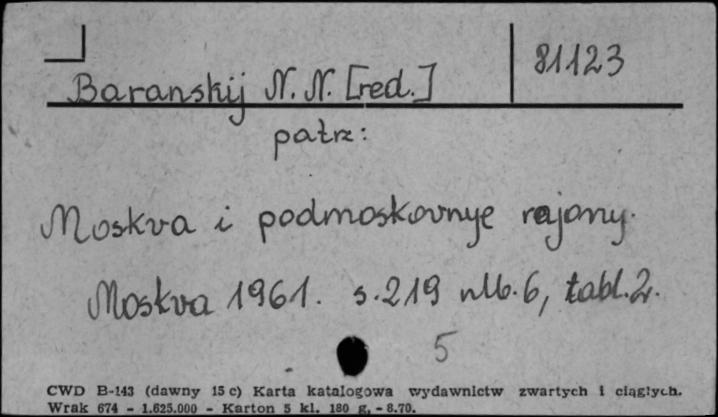 81123
Baranskij N. N. [red.]
patrz:
Moskva i podmoskovnye rajony.
Moskva 1961. s. 219 nlb. 6, tabl. 2.
5
CWD B-143 (dawny 15 c) Karta katalogowa wydawnictw zwartych i ciągłych.
Wrak 674 - 1.625.000 - Karton 5 kl. 180 g. - 8.70.